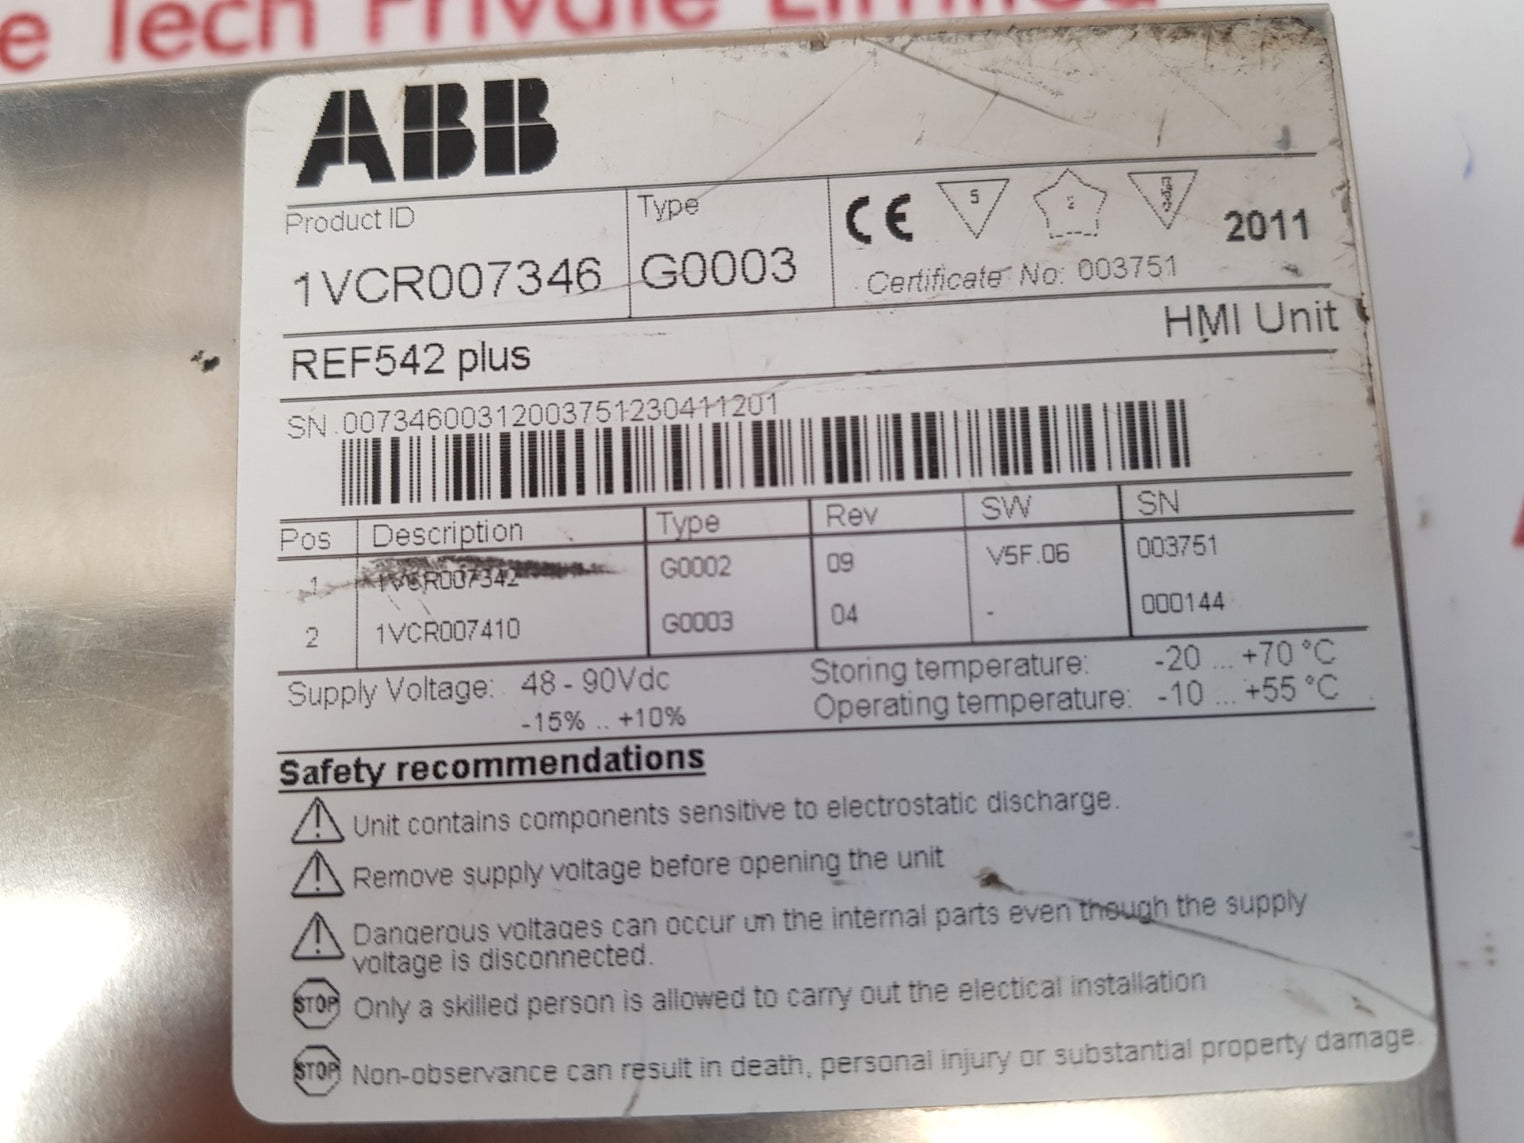 e Tech Private Limited
ABB
Product ID
1VCR007346
Type
G0003
CE 5 2
2011
Certificate No: 003751
HMI Unit
REF542 plus
SN.0073460031200375123041​1201
Pos Description Type Rev SW SN
1 1VCR007342 G0002 09 V5F.06 003751
2 1VCR007410 G0003 04 - 000144
Supply Voltage: 48 - 90Vdc
-15% .. +10%
Storing temperature: -20 ... +70 °C
Operating temperature: -10 ... +55 °C
Safety recommendations
Unit contains components sensitive to electrostatic discharge.
Remove supply voltage before opening the unit
Dangerous voltages can occur on the internal parts even though the supply
voltage is disconnected.
STOP Only a skilled person is allowed to carry out the electical installation
STOP Non-observance can result in death, personal injury or substantial property damage.